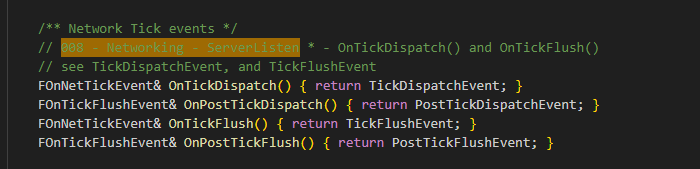 /** Network Tick events */
// 008 - Networking - ServerListen * - OnTickDispatch() and OnTickFlush()
// see TickDispatchEvent, and TickFlushEvent
FOnNetTickEvent& OnTickDispatch() { return TickDispatchEvent; }
FOnTickFlushEvent& OnPostTickDispatch() { return PostTickDispatchEvent; }
FOnNetTickEvent& OnTickFlush() { return TickFlushEvent; }
FOnTickFlushEvent& OnPostTickFlush() { return PostTickFlushEvent; }